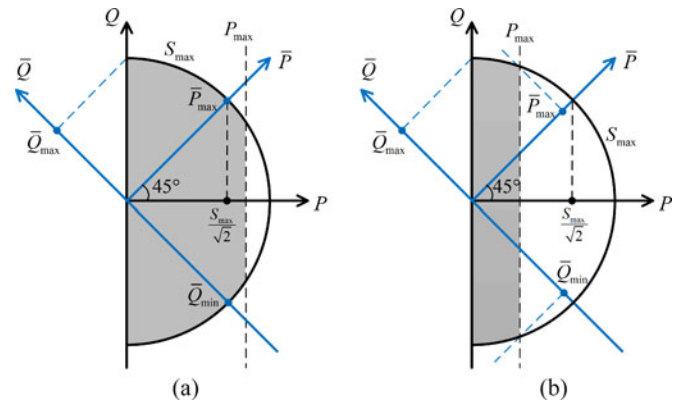 Q
S_max
P_max
P̄
Q̄
P̄_max
Q̄_max
45°
P
S_max/√2
Q̄_min
(a)
Q
P_max
P̄
Q̄
P̄_max
S_max
Q̄_max
45°
P
S_max/√2
Q̄_min
(b)